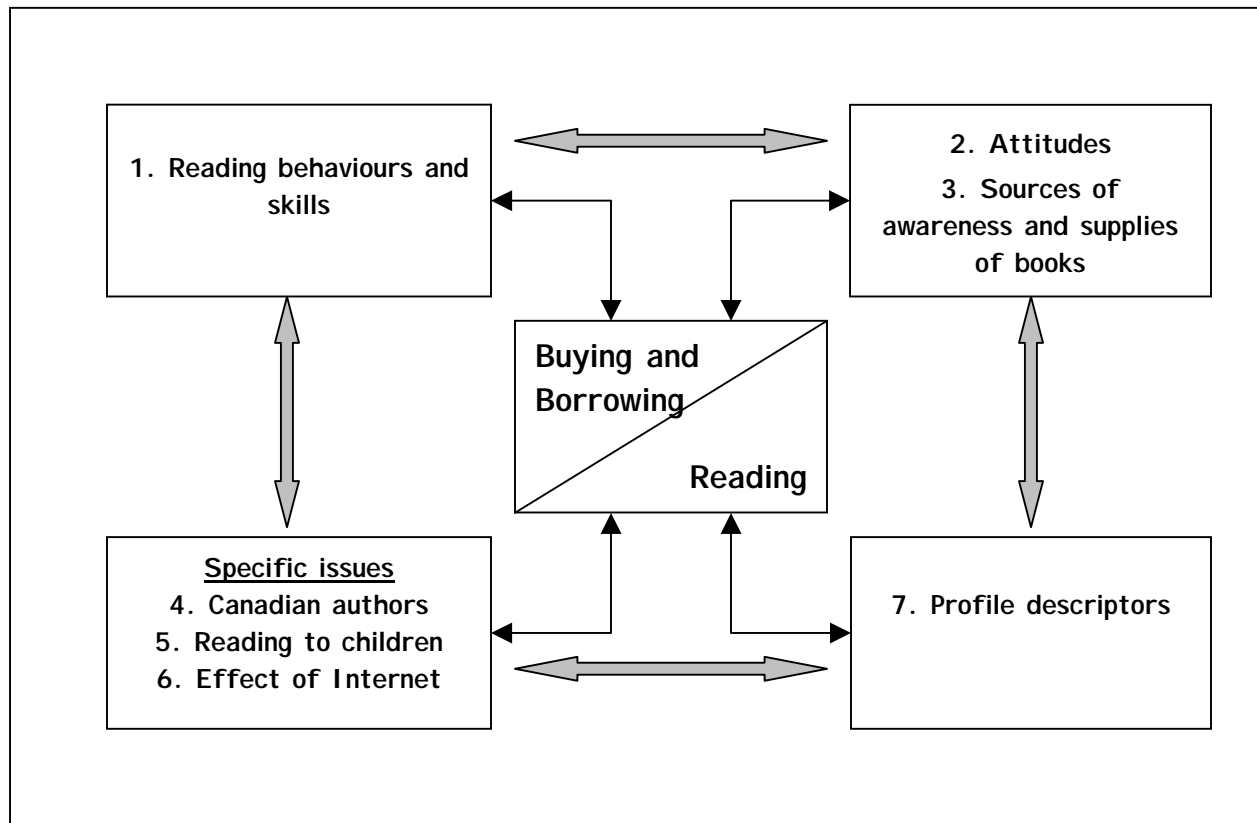 1. Reading behaviours and
skills
2. Attitudes
3. Sources of
awareness and supplies
of books
Buying and
Borrowing
Reading
Specific issues
4. Canadian authors
5. Reading to children
6. Effect of Internet
7. Profile descriptors